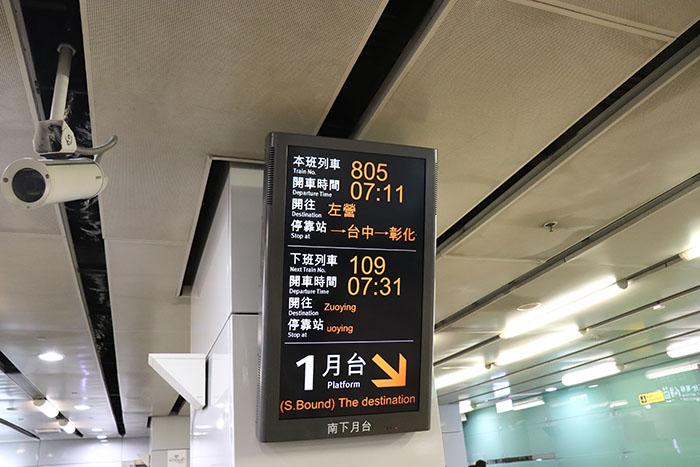 本班列車 805
Train No.
開車時間 07:11
Departure Time
開往 左營
Destination
停靠站 →台中→彰化
Stop at
下班列車 109
Next Train No.
開車時間 07:31
Departure Time
開往 Zuoying
Destination
停靠站 uoying
Stop at
1 月台
Platform
(S.Bound) The destination
南下月台